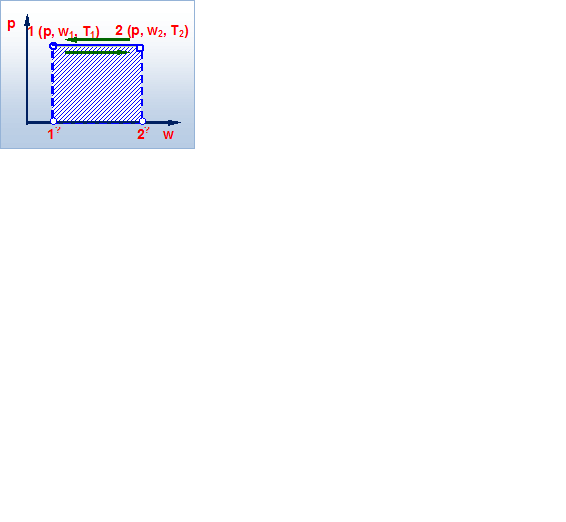 p
1 (p, w₁, T₁) 2 (p, w₂, T₂)
1? 2? w